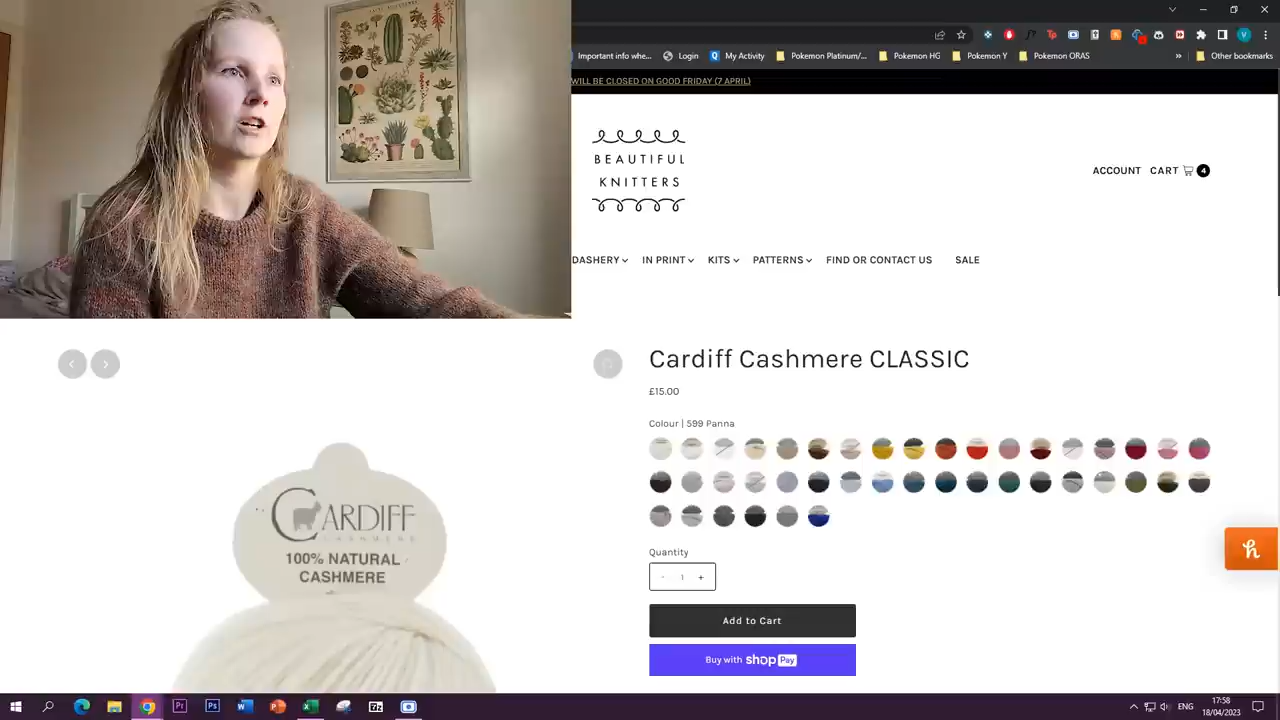 Important info whe...
Login
My Activity
Pokemon Platinum/...
Pokemon HG
Pokemon Y
Pokemon ORAS
»
Other bookmarks
WILL BE CLOSED ON GOOD FRIDAY (7 APRIL)
BEAUTIFUL
KNITTERS
ACCOUNT CART 4
DASHERY IN PRINT KITS PATTERNS FIND OR CONTACT US SALE
Cardiff Cashmere CLASSIC
£15.00
Colour | 599 Panna
CARDIFF
CASHMERE
100% NATURAL
CASHMERE
Quantity
- 1 +
Add to Cart
Buy with shop Pay
ENG
17:58
18/04/2023